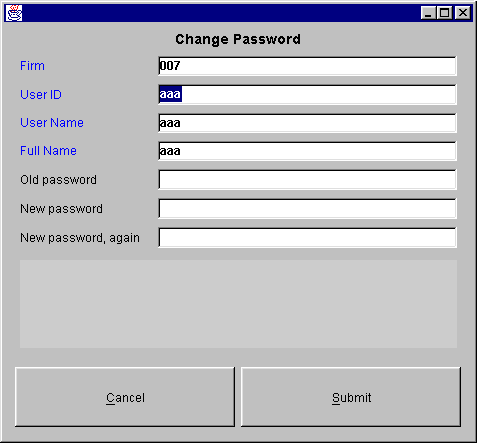 Change Password
Firm 007
User ID aaa
User Name aaa
Full Name aaa
Old password
New password
New password, again
Cancel Submit